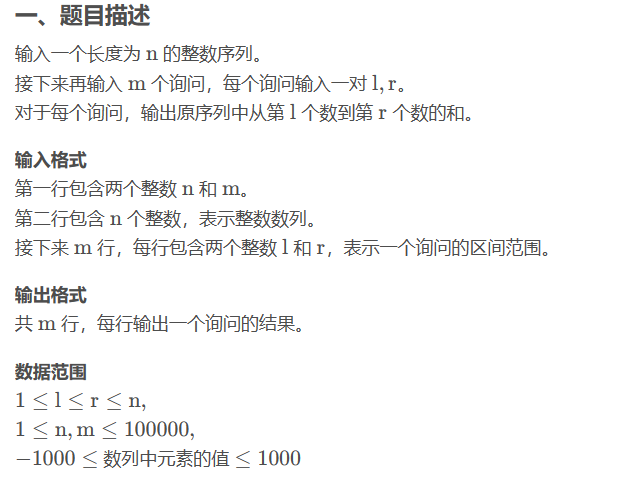 一、题目描述
输入一个长度为 n 的整数序列。
接下来再输入 m 个询问，每个询问输入一对 l, r。
对于每个询问，输出原序列中从第 l 个数到第 r 个数的和。
输入格式
第一行包含两个整数 n 和 m。
第二行包含 n 个整数，表示整数数列。
接下来 m 行，每行包含两个整数 l 和 r，表示一个询问的区间范围。
输出格式
共 m 行，每行输出一个询问的结果。
数据范围
1 ≤ l ≤ r ≤ n,
1 ≤ n, m ≤ 100000,
−1000 ≤ 数列中元素的值 ≤ 1000